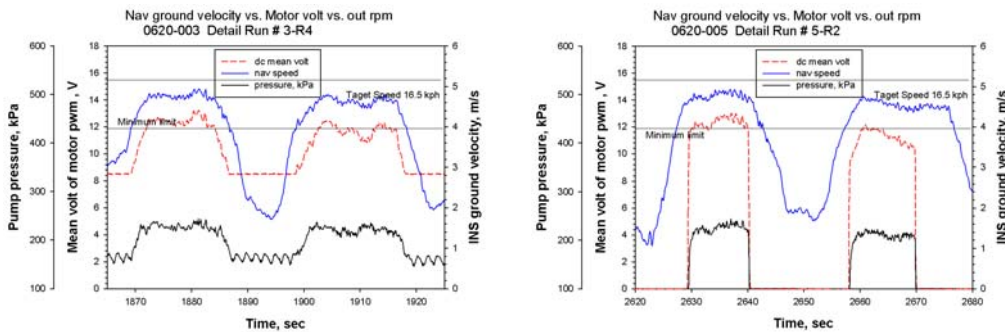 Nav ground velocity vs. Motor volt vs. out rpm
0620-003 Detail Run # 3-R4
600
500
400
300
200
100
Pump pressure, kPa
18
16
14
12
10
8
6
4
2
0
Mean volt of motor pwm , V
dc mean volt
nav speed
pressure, kPa
Taget Speed 16.5 kph
Minimum limit
6
5
4
3
2
1
0
INS ground velocity, m/s
1870 1880 1890 1900 1910 1920
Time, sec
Nav ground velocity vs. Motor volt vs. out rpm
0620-005 Detail Run # 5-R2
600
500
400
300
200
100
Pump pressure, kPa
18
16
14
12
10
8
6
4
2
0
Mean volt of motor pwm , V
dc mean volt
nav speed
pressure, kPa
Taget Speed 16.5 kph
Minimum limit
6
5
4
3
2
1
0
INS ground velocity, m/s
2620 2630 2640 2650 2660 2670 2680
Time, sec